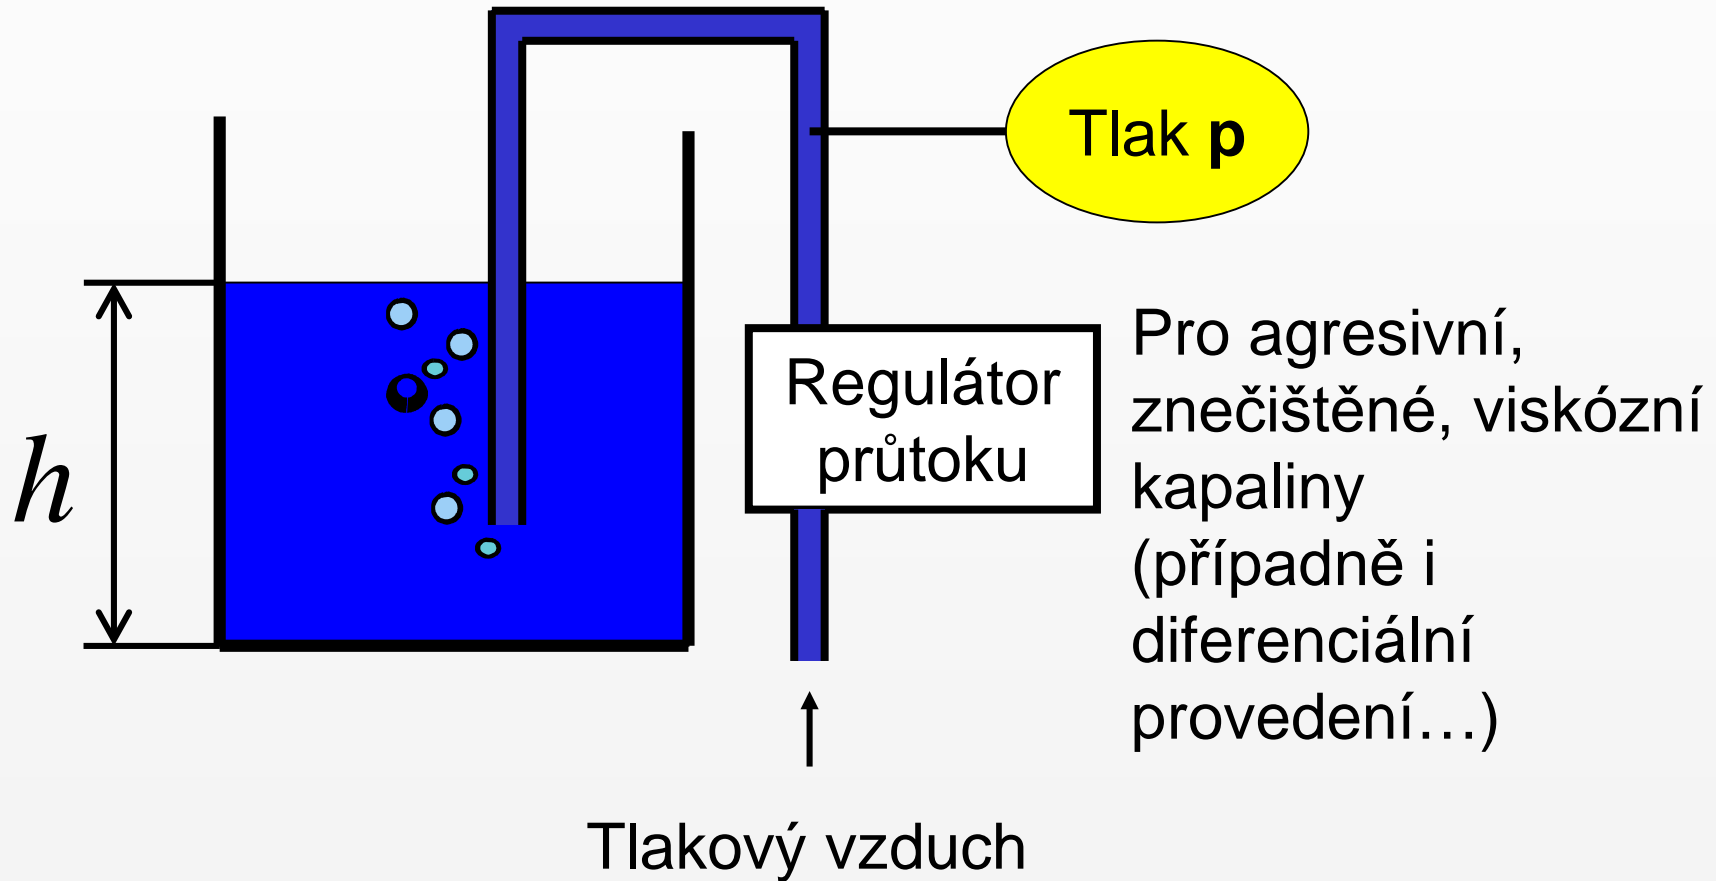 Tlak p
h
Regulátor
průtoku
Pro agresivní,
znečištěné, viskózní
kapaliny
(případně i
diferenciální
provedení…)
Tlakový vzduch